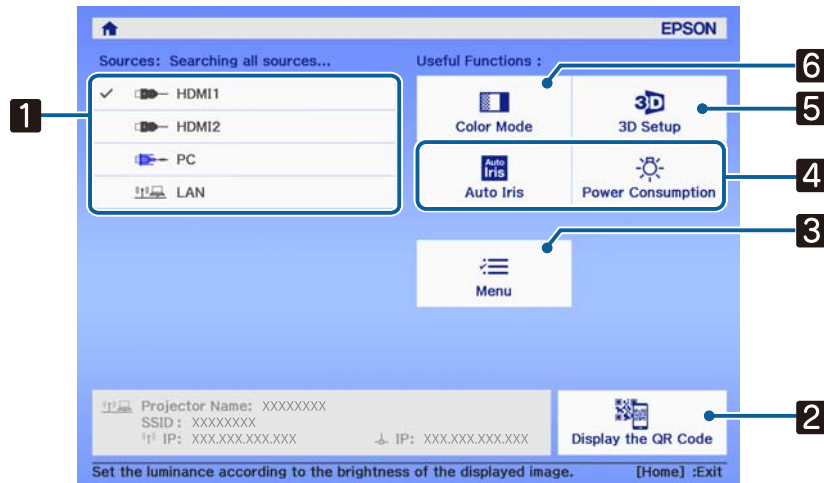 EPSON
Sources: Searching all sources...
Useful Functions :
HDMI1
HDMI2
PC
LAN
Color Mode
3D
3D Setup
Auto
Iris
Auto Iris
Power Consumption
Menu
Projector Name: XXXXXXXX
SSID : XXXXXXXX
IP: XXX.XXX.XXX.XXX
IP: XXX.XXX.XXX.XXX
Display the QR Code
Set the luminance according to the brightness of the displayed image.
[Home] :Exit
1
6
5
4
3
2